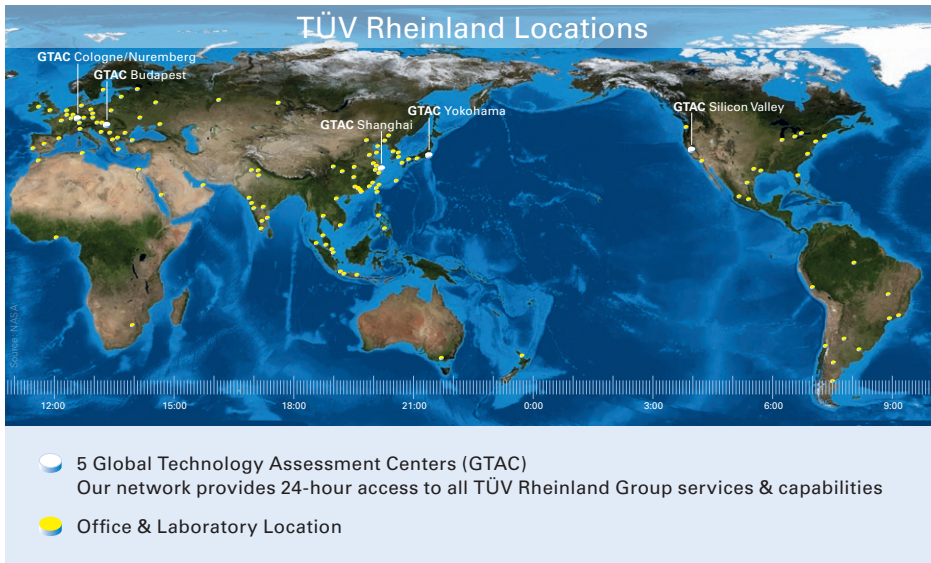 TÜV Rheinland Locations
GTAC Cologne/Nuremberg
GTAC Budapest
GTAC Yokohama
GTAC Shanghai
GTAC Silicon Valley
Source: NASA
12:00 15:00 18:00 21:00 0:00 3:00 6:00 9:00
5 Global Technology Assessment Centers (GTAC)
Our network provides 24-hour access to all TÜV Rheinland Group services & capabilities
Office & Laboratory Location